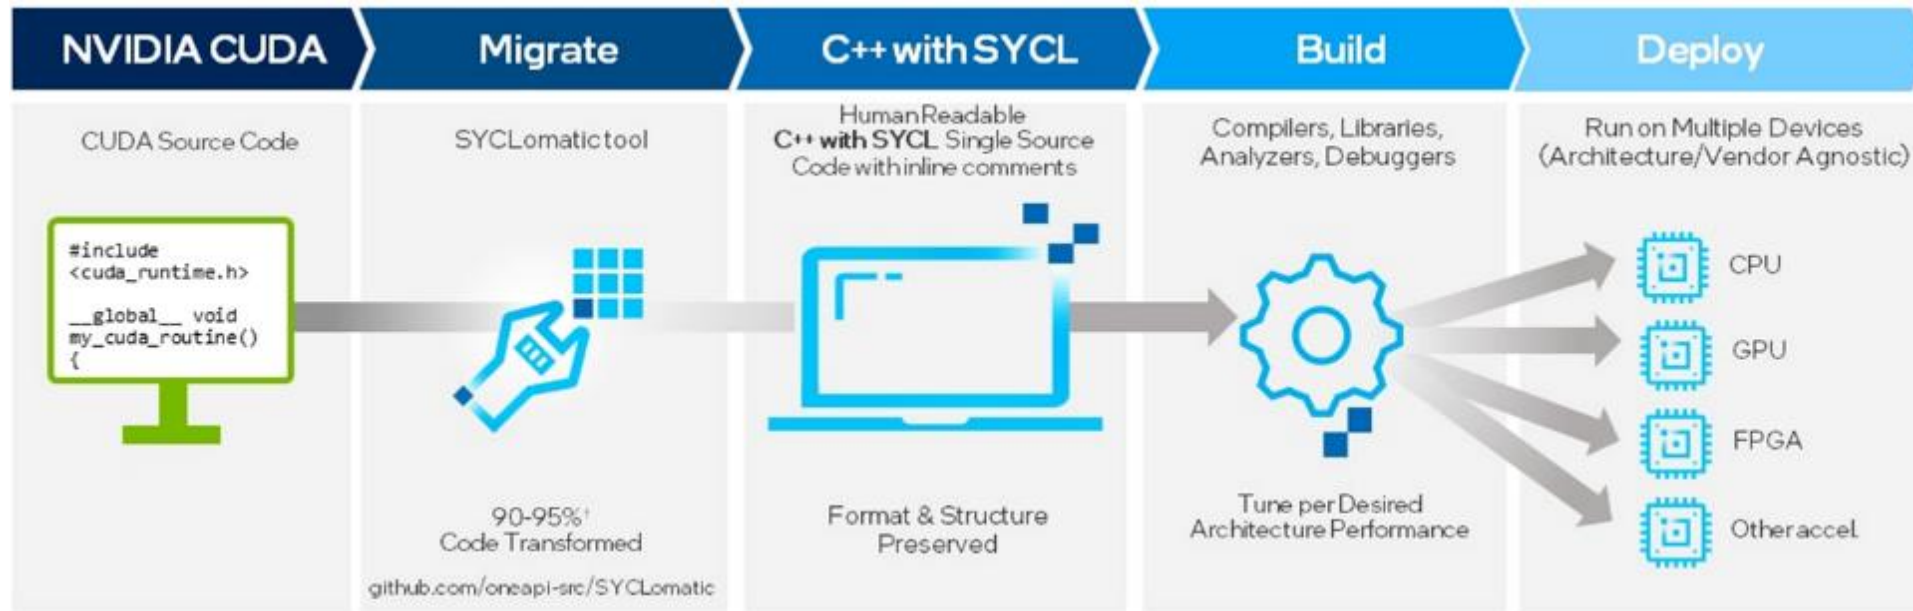 NVIDIA CUDA
Migrate
C++ with SYCL
Build
Deploy
CUDA Source Code
#include
<cuda_runtime.h>
__global__ void
my_cuda_routine()
{
SYCLomatic tool
90-95%†
Code Transformed
github.com/oneapi-src/SYCLomatic
Human Readable
C++ with SYCL Single Source
Code with inline comments
Format & Structure
Preserved
Compilers, Libraries,
Analyzers, Debuggers
Tune per Desired
Architecture Performance
Run on Multiple Devices
(Architecture/Vendor Agnostic)
CPU
GPU
FPGA
Other accel.